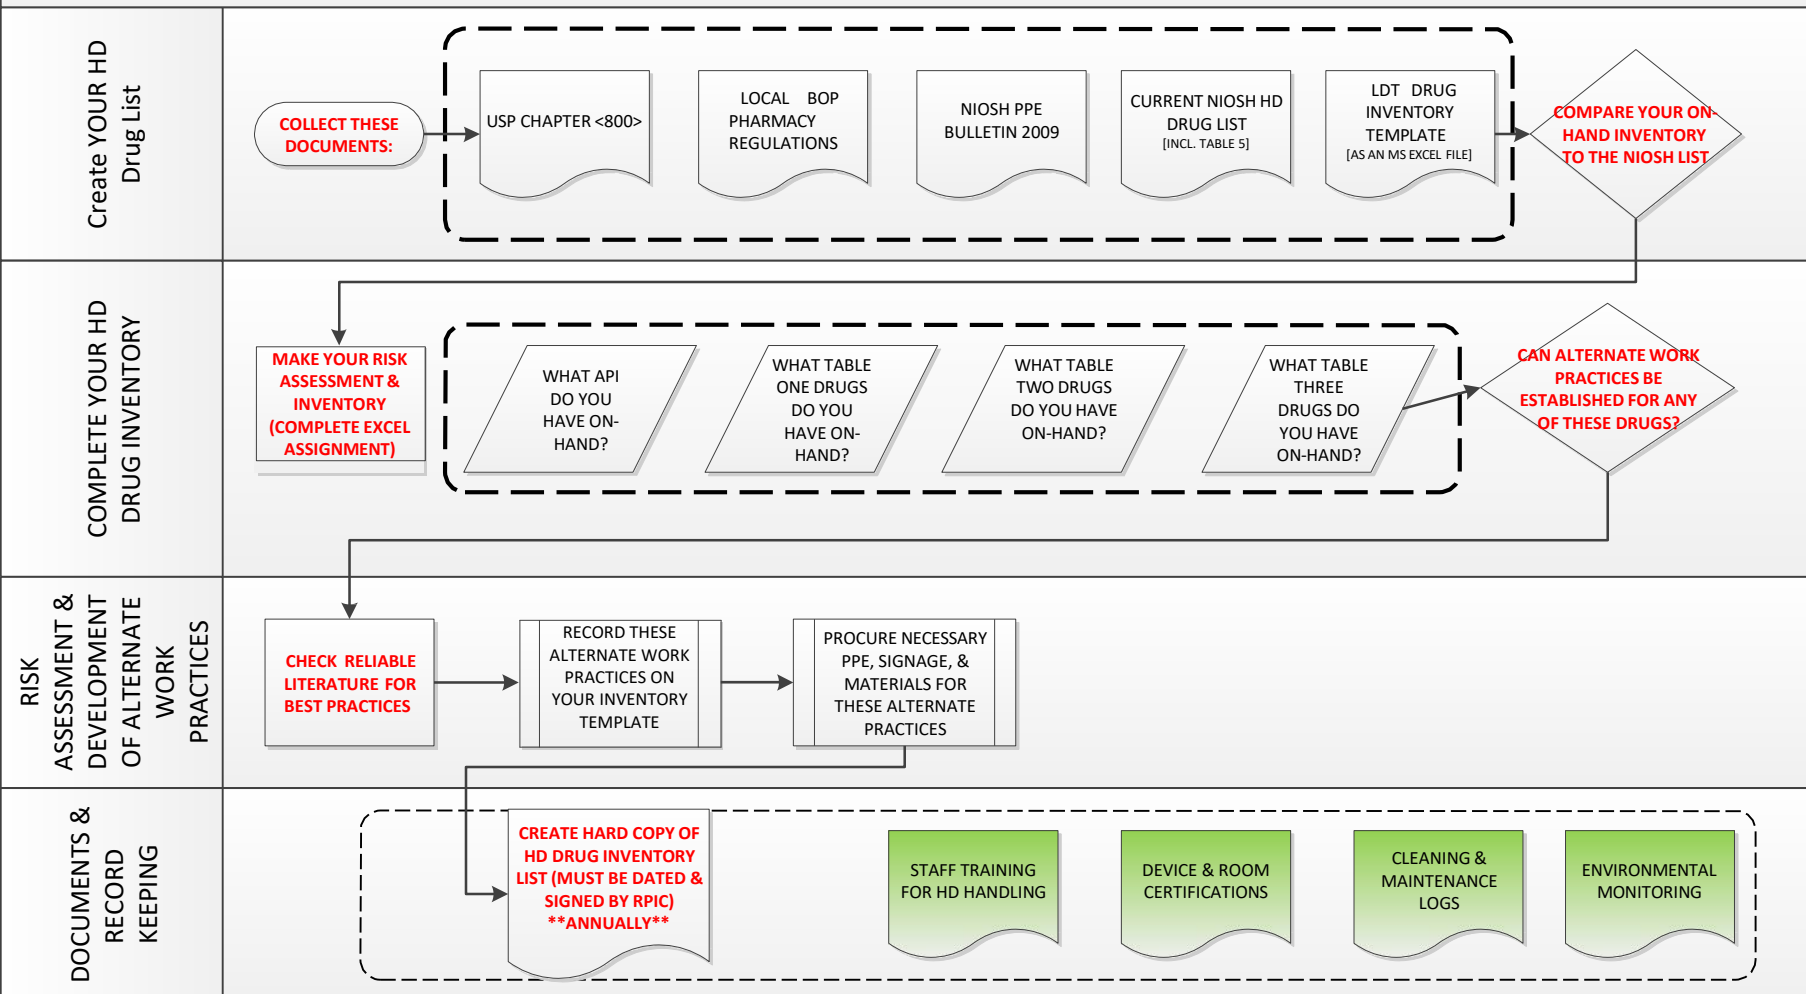 Create YOUR HD
Drug List
COLLECT THESE
DOCUMENTS:
USP CHAPTER <800>
LOCAL BOP
PHARMACY
REGULATIONS
NIOSH PPE
BULLETIN 2009
CURRENT NIOSH HD
DRUG LIST
[INCL. TABLE 5]
LDT DRUG
INVENTORY
TEMPLATE
[AS AN MS EXCEL FILE]
COMPARE YOUR ON-
HAND INVENTORY
TO THE NIOSH LIST
COMPLETE YOUR HD
DRUG INVENTORY
MAKE YOUR RISK
ASSESSMENT &
INVENTORY
(COMPLETE EXCEL
ASSIGNMENT)
WHAT API
DO YOU
HAVE ON-
HAND?
WHAT TABLE
ONE DRUGS
DO YOU
HAVE ON-
HAND?
WHAT TABLE
TWO DRUGS
DO YOU HAVE
ON-HAND?
WHAT TABLE
THREE
DRUGS DO
YOU HAVE
ON-HAND?
CAN ALTERNATE WORK
PRACTICES BE
ESTABLISHED FOR ANY
OF THESE DRUGS?
RISK
ASSESSMENT &
DEVELOPMENT
OF ALTERNATE
WORK
PRACTICES
CHECK RELIABLE
LITERATURE FOR
BEST PRACTICES
RECORD THESE
ALTERNATE WORK
PRACTICES ON
YOUR INVENTORY
TEMPLATE
PROCURE NECESSARY
PPE, SIGNAGE, &
MATERIALS FOR
THESE ALTERNATE
PRACTICES
DOCUMENTS &
RECORD
KEEPING
CREATE HARD COPY OF
HD DRUG INVENTORY
LIST (MUST BE DATED &
SIGNED BY RPIC)
**ANNUALLY**
STAFF TRAINING
FOR HD HANDLING
DEVICE & ROOM
CERTIFICATIONS
CLEANING &
MAINTENANCE
LOGS
ENVIRONMENTAL
MONITORING